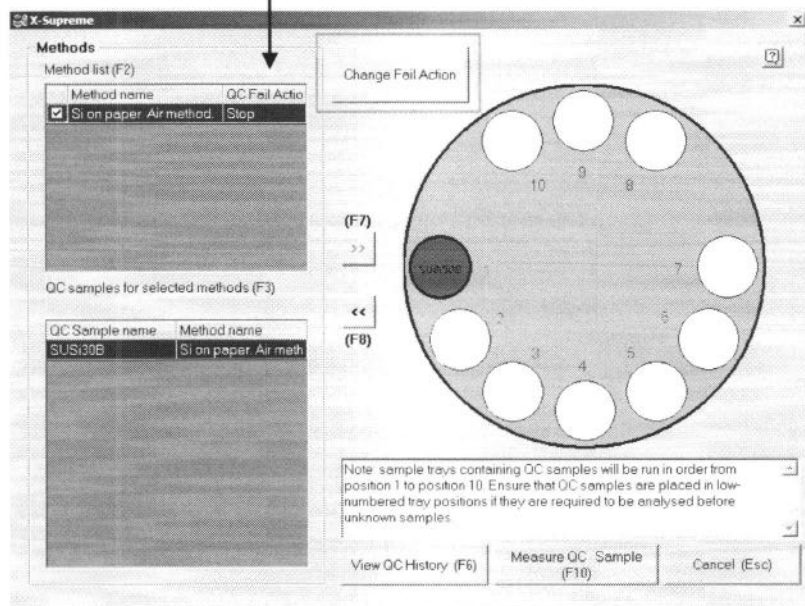 X-Supreme
Methods
Method list (F2)
Method name QC Fail Actio
Si on paper. Air method. Stop
Change Fail Action
(F7)
>>
<<
(F8)
QC samples for selected methods (F3)
QC Sample name Method name
SUSi30B Si on paper. Air meth
10 9 8
1 7
2 6
3 4 5
Note: sample trays containing QC samples will be run in order from
position 1 to position 10. Ensure that QC samples are placed in low-
numbered tray positions if they are required to be analysed before
unknown samples.
View QC History (F6)
Measure QC Sample
(F10)
Cancel (Esc)